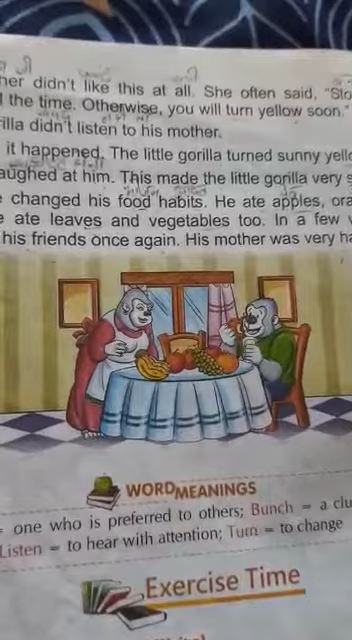 her didn't like this at all. She often said, "Sto
the time. Otherwise, you will turn yellow soon."
illa didn't listen to his mother.
it happened. The little gorilla turned sunny yell
aughed at him. This made the little gorilla very s
changed his food habits. He ate apples, ora
e ate leaves and vegetables too. In a few
his friends once again. His mother was very ha
WORD MEANINGS
= one who is preferred to others; Bunch = a clu
Listen = to hear with attention; Turn = to change
Exercise Time